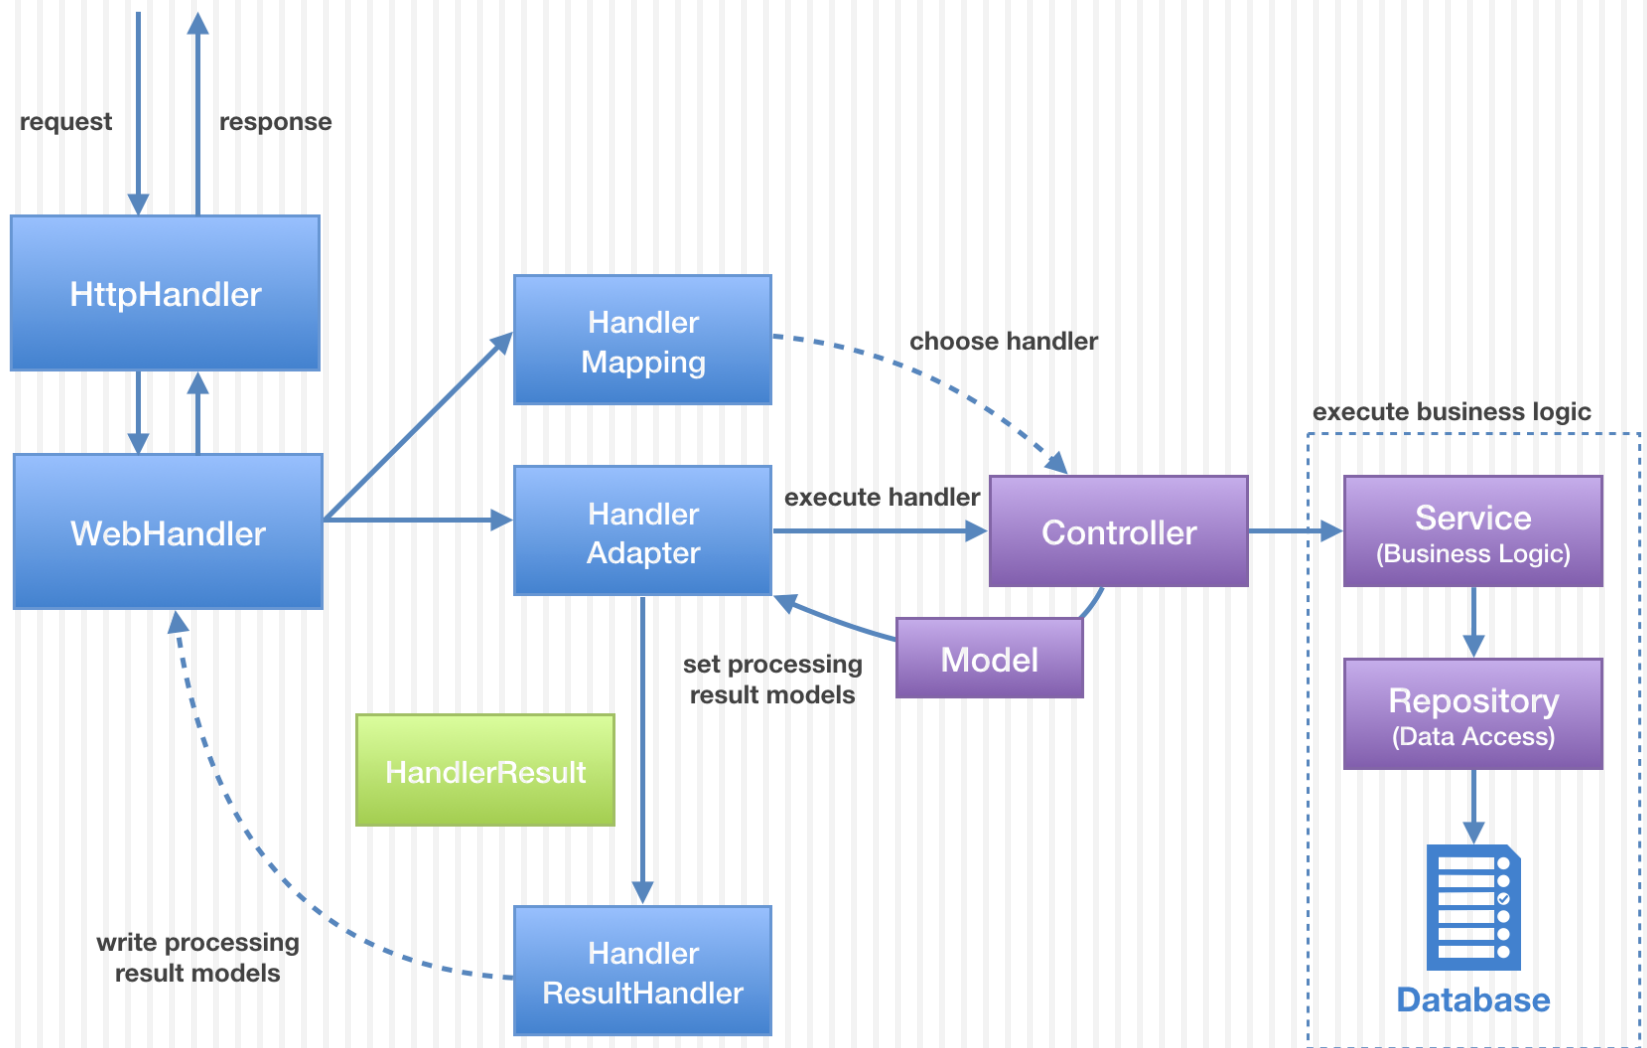 request
response
HttpHandler
Handler
Mapping
choose handler
execute business logic
WebHandler
Handler
Adapter
execute handler
Controller
Service
(Business Logic)
set processing
result models
Model
Repository
(Data Access)
HandlerResult
write processing
result models
Handler
ResultHandler
Database